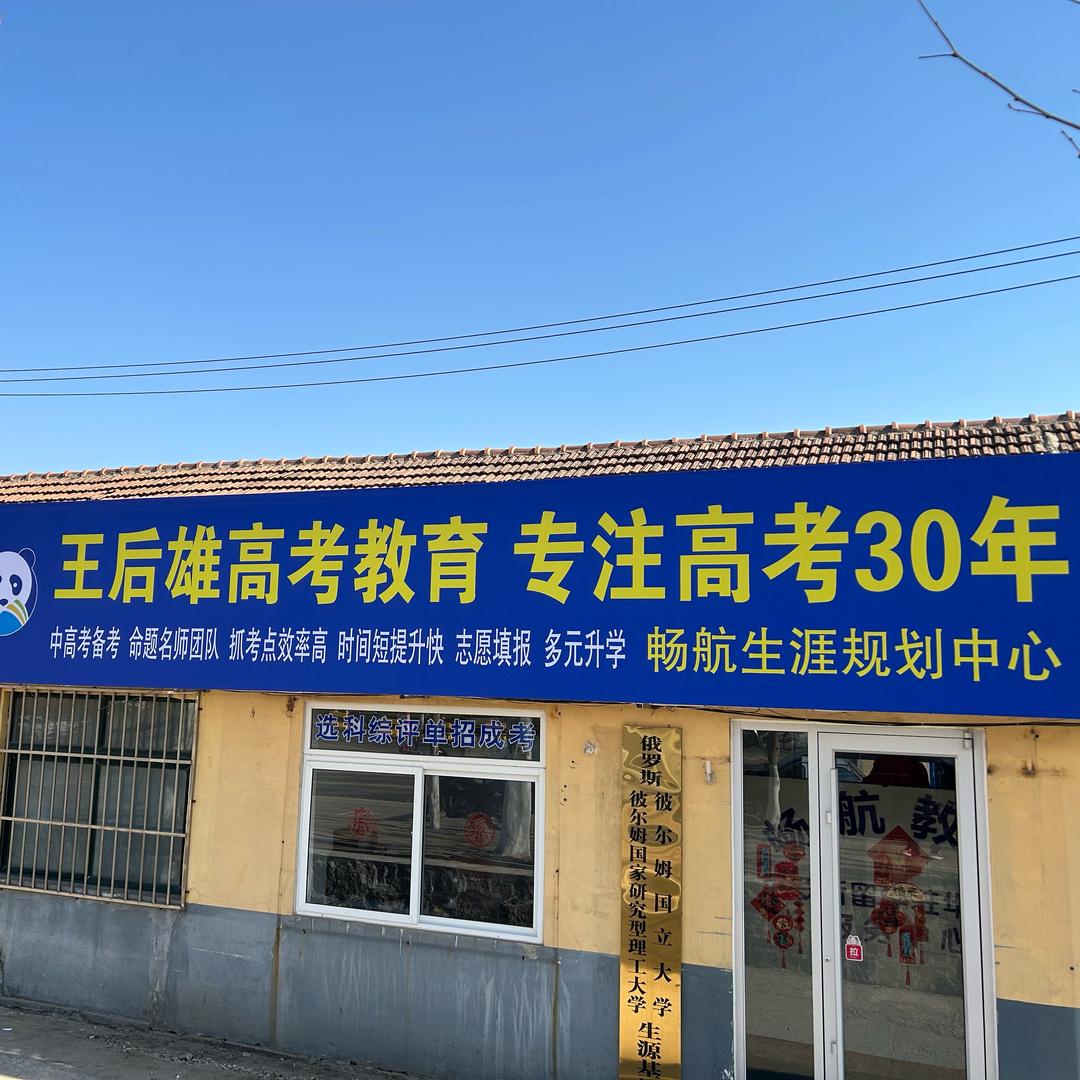 王后雄高考教育 专注高考30年
中高考备考 命题名师团队 抓考点效率高 时间短提升快 志愿填报 多元升学 畅航生涯规划中心
选科综评单招成考
俄罗斯 彼尔姆国立大学
彼尔姆国家研究型理工大学
生源基
航教
拉